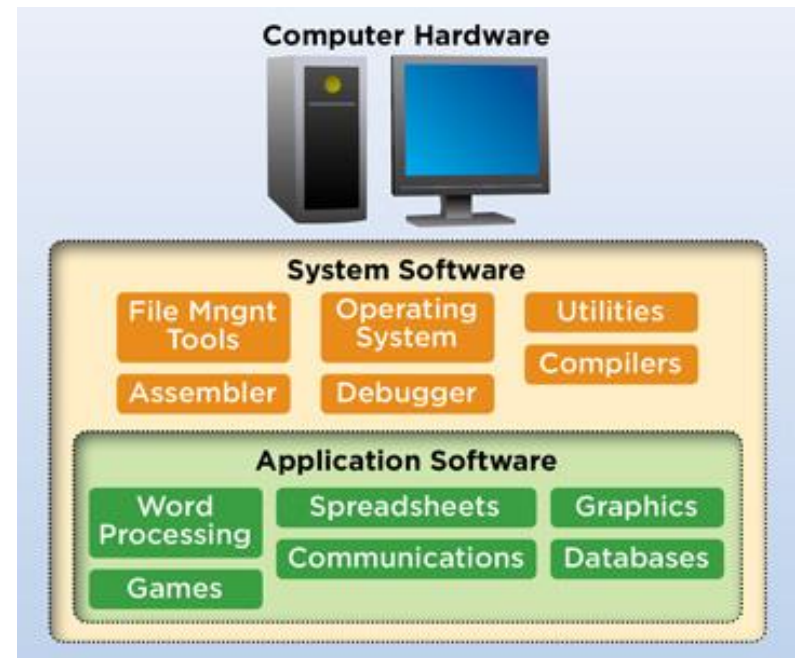 Computer Hardware
System Software
File Mngnt
Tools
Operating
System
Utilities
Compilers
Assembler
Debugger
Application Software
Word
Processing
Spreadsheets
Graphics
Communications
Databases
Games